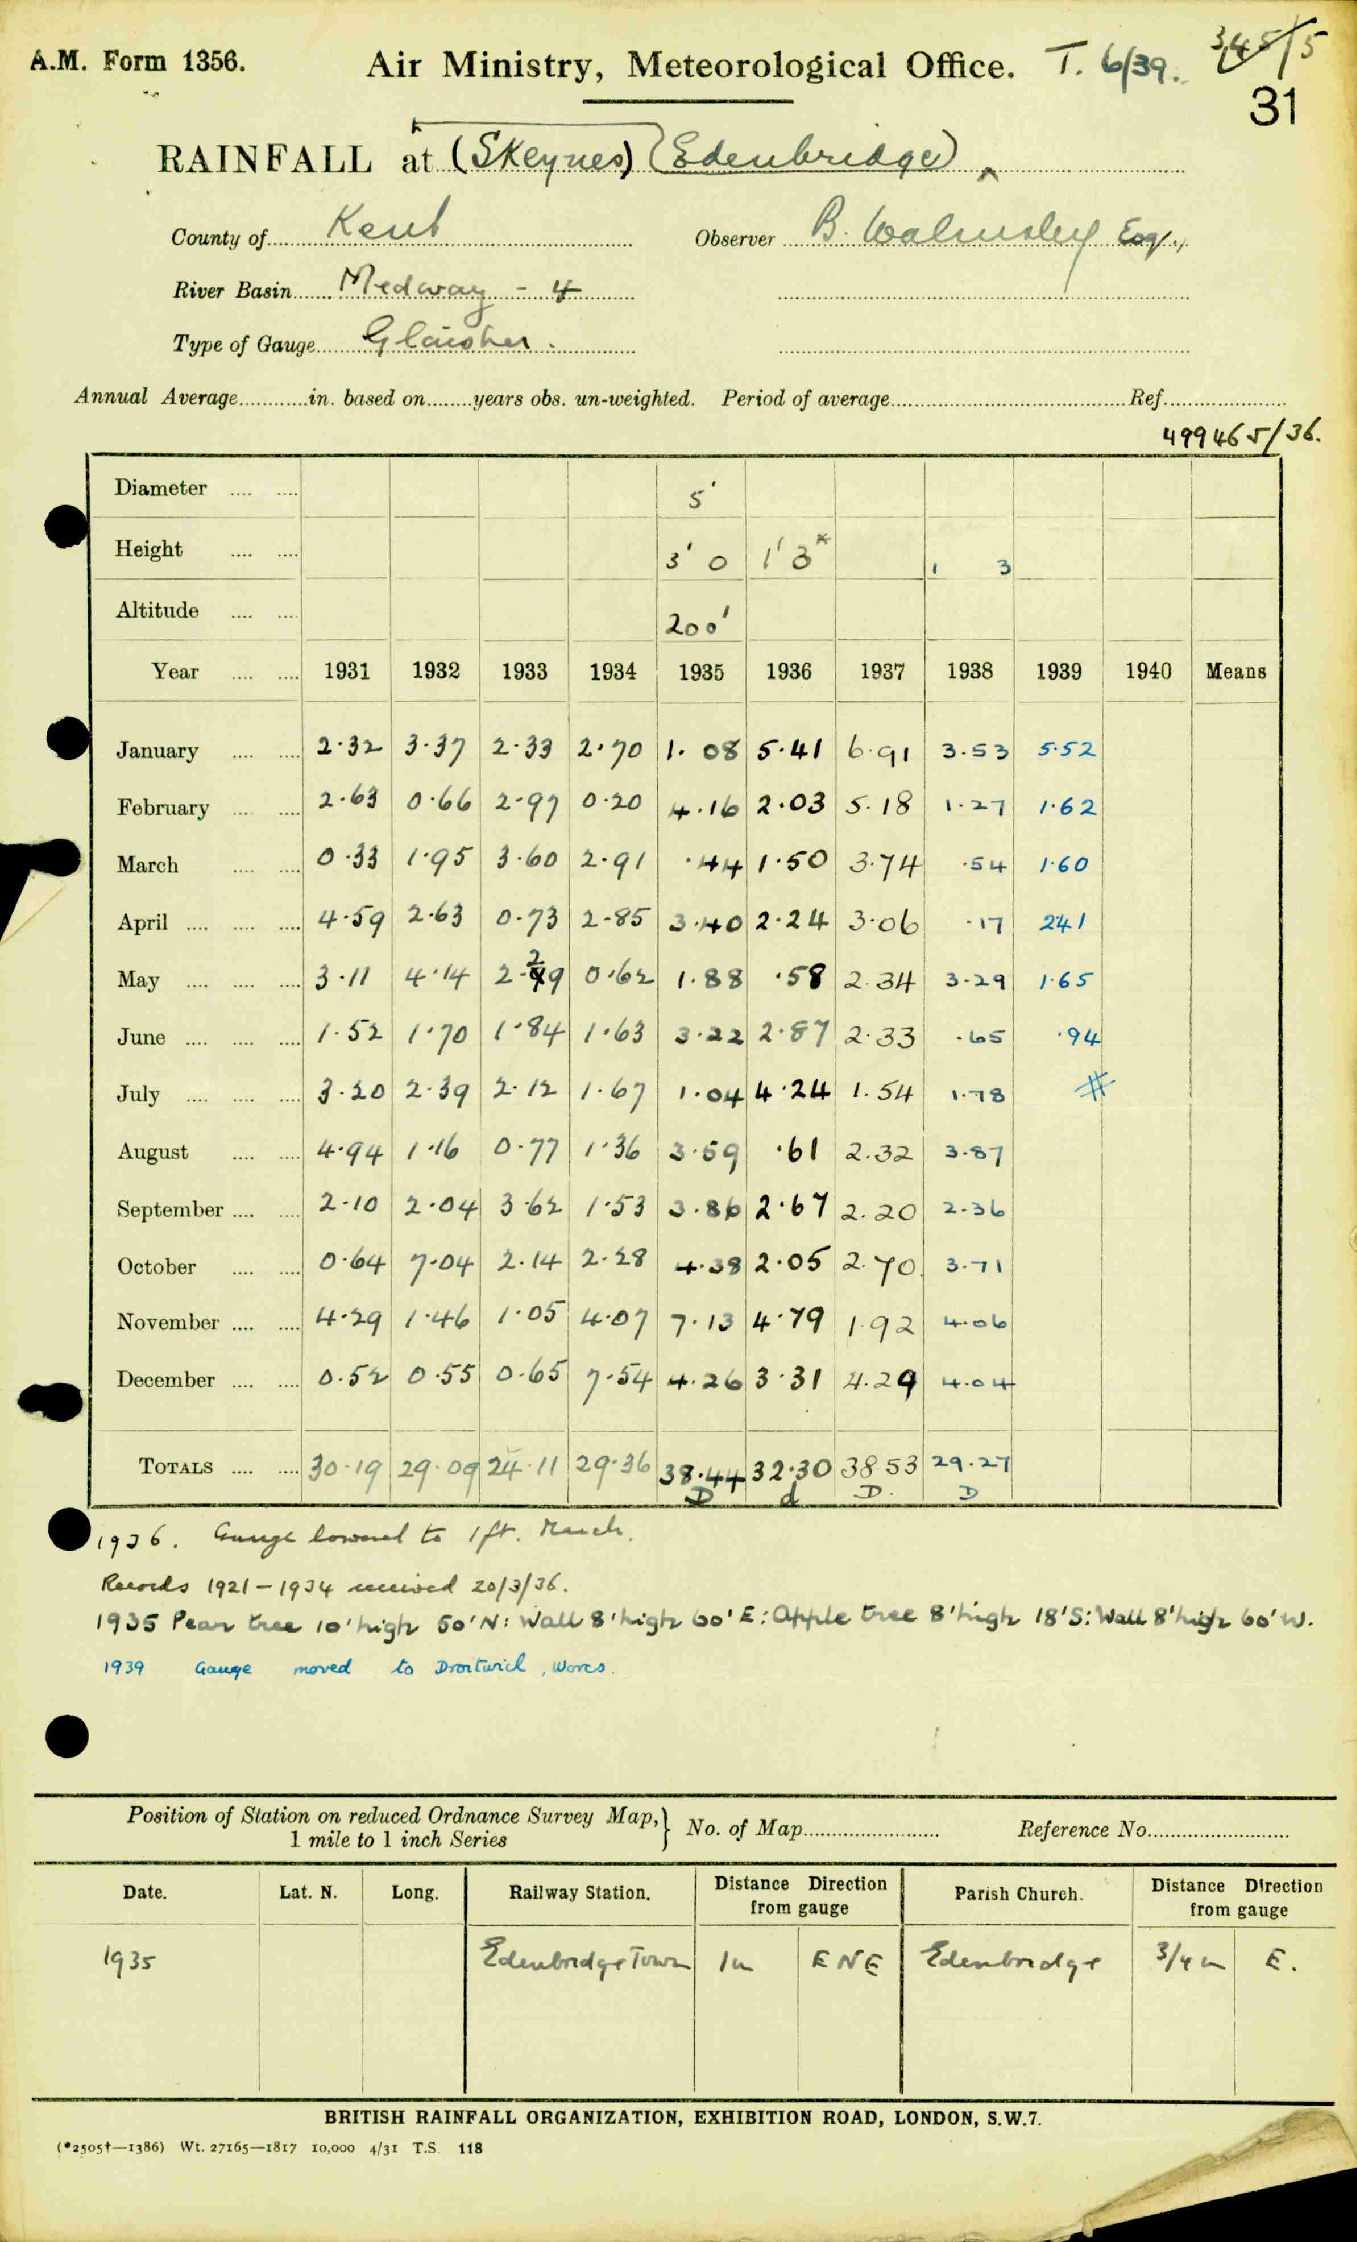 A.M. Form 1356. Air Ministry, Meteorological Office. T. 6/39. 345/5
31
RAINFALL at (Skeynes) (Edenbridge)
County of Kent Observer B. Walmsley Esq.,
River Basin Medway - 4
Type of Gauge Glaisher.
Annual Average in. based on years obs. un-weighted. Period of average Ref.
499465/36.
Diameter 5'
Height 3' 0 1' 3* 1 3
Altitude 200'
Year 1931 1932 1933 1934 1935 1936 1937 1938 1939 1940 Means
January 2.32 3.37 2.33 2.70 1.08 5.41 6.91 3.53 5.52
February 2.63 0.66 2.97 0.20 4.16 2.03 5.18 1.27 1.62
March 0.33 1.95 3.60 2.91 .44 1.50 3.74 .54 1.60
April 4.59 2.63 0.73 2.85 3.40 2.24 3.06 .17 241
May 3.11 4.14 2.29 0.62 1.88 .58 2.34 3.29 1.65
June 1.52 1.70 1.84 1.63 3.22 2.87 2.33 .65 .94
July 3.20 2.39 2.12 1.67 1.04 4.24 1.54 1.78 #
August 4.94 1.16 0.77 1.36 3.59 .61 2.32 3.87
September 2.10 2.04 3.62 1.53 3.86 2.67 2.20 2.36
October 0.64 7.04 2.14 2.28 4.38 2.05 2.70 3.71
November 4.29 1.46 1.05 4.07 7.13 4.79 1.92 4.06
December 0.52 0.55 0.65 7.54 4.26 3.31 4.29 4.04
TOTALS 30.19 29.09 24.11 29.36 38.44 32.30 38 53 29.27
D d D. D
1936. Gauge lowered to 1ft. March.
Records 1921-1934 received 20/3/36.
1935 Pear tree 10' high 50' N: Wall 8' high 60' E: Apple tree 8' high 18' S: Wall 8' high 60' W.
1939 Gauge moved to Droitwich, Worcs.
Position of Station on reduced Ordnance Survey Map, } No. of Map Reference No.
1 mile to 1 inch Series
Date. Lat. N. Long. Railway Station. Distance Direction from gauge Parish Church. Distance Direction from gauge
1935 Edenbridge Town 1m ENE Edenbridge 3/4 m E.
BRITISH RAINFALL ORGANIZATION, EXHIBITION ROAD, LONDON, S.W.7.
(*2505†—1386) Wt. 27165—1817 10,000 4/31 T.S. 118